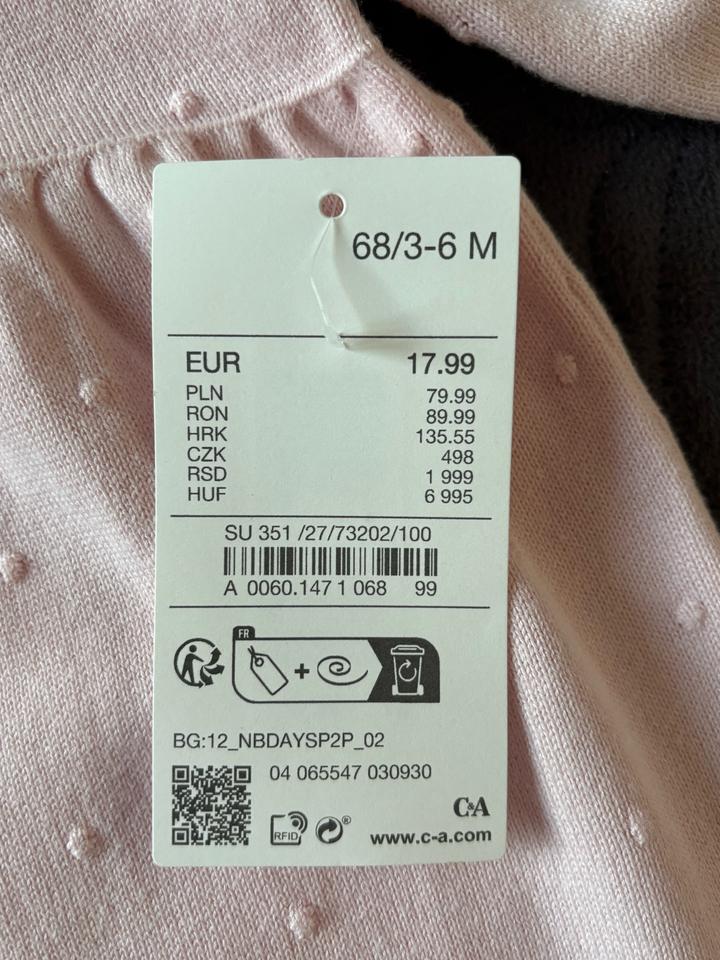 68/3-6 M
EUR 17.99
PLN 79.99
RON 89.99
HRK 135.55
CZK 498
RSD 1 999
HUF 6 995
SU 351 /27/73202/100
A 0060.147 1 068 99
FR
+
BG:12_NBDAYSP2P_02
04 065547 030930
RFID
®
C&A
www.c-a.com